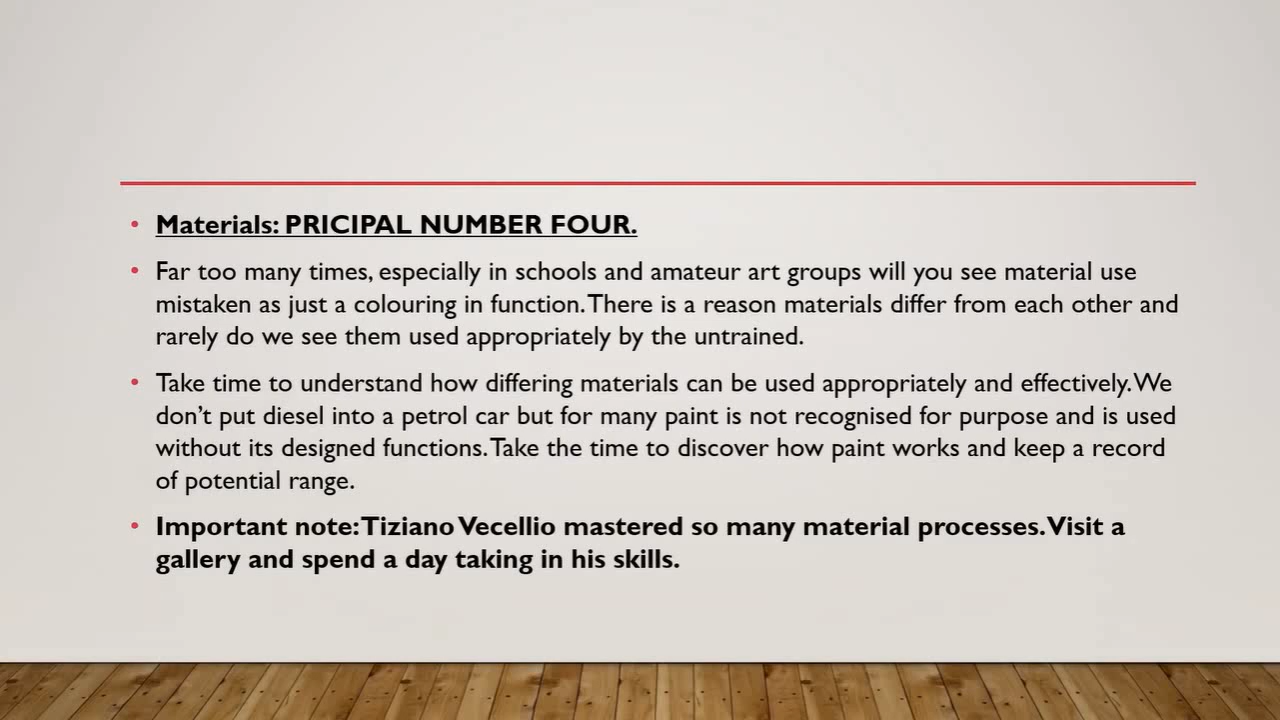 • Materials: PRICIPAL NUMBER FOUR.
• Far too many times, especially in schools and amateur art groups will you see material use
mistaken as just a colouring in function. There is a reason materials differ from each other and
rarely do we see them used appropriately by the untrained.
• Take time to understand how differing materials can be used appropriately and effectively. We
don’t put diesel into a petrol car but for many paint is not recognised for purpose and is used
without its designed functions. Take the time to discover how paint works and keep a record
of potential range.
• Important note: Tiziano Vecellio mastered so many material processes. Visit a
gallery and spend a day taking in his skills.